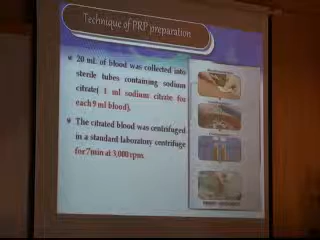 Technique of PRP preparation
20 ml. of blood was collected into
sterile tubes containing sodium
citrate( 1 ml sodium citrate for
each 9 ml blood).
The citrated blood was centrifuged
in a standard laboratory centrifuge
for 7min at 3,000 rpm.